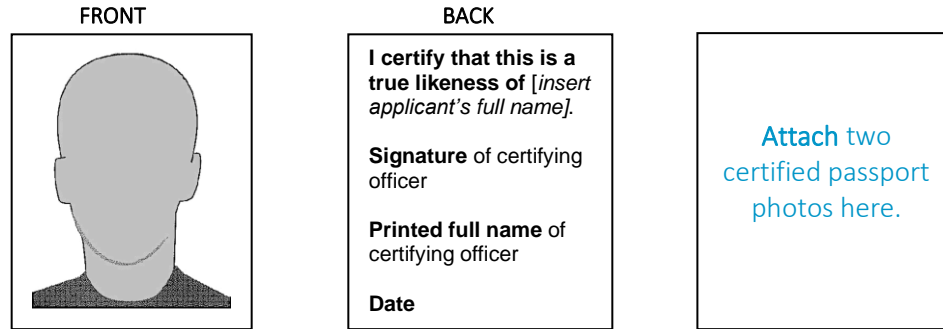 FRONT
BACK
I certify that this is a
true likeness of [insert
applicant's full name].
Signature of certifying
officer
Printed full name of
certifying officer
Date
Attach two
certified passport
photos here.